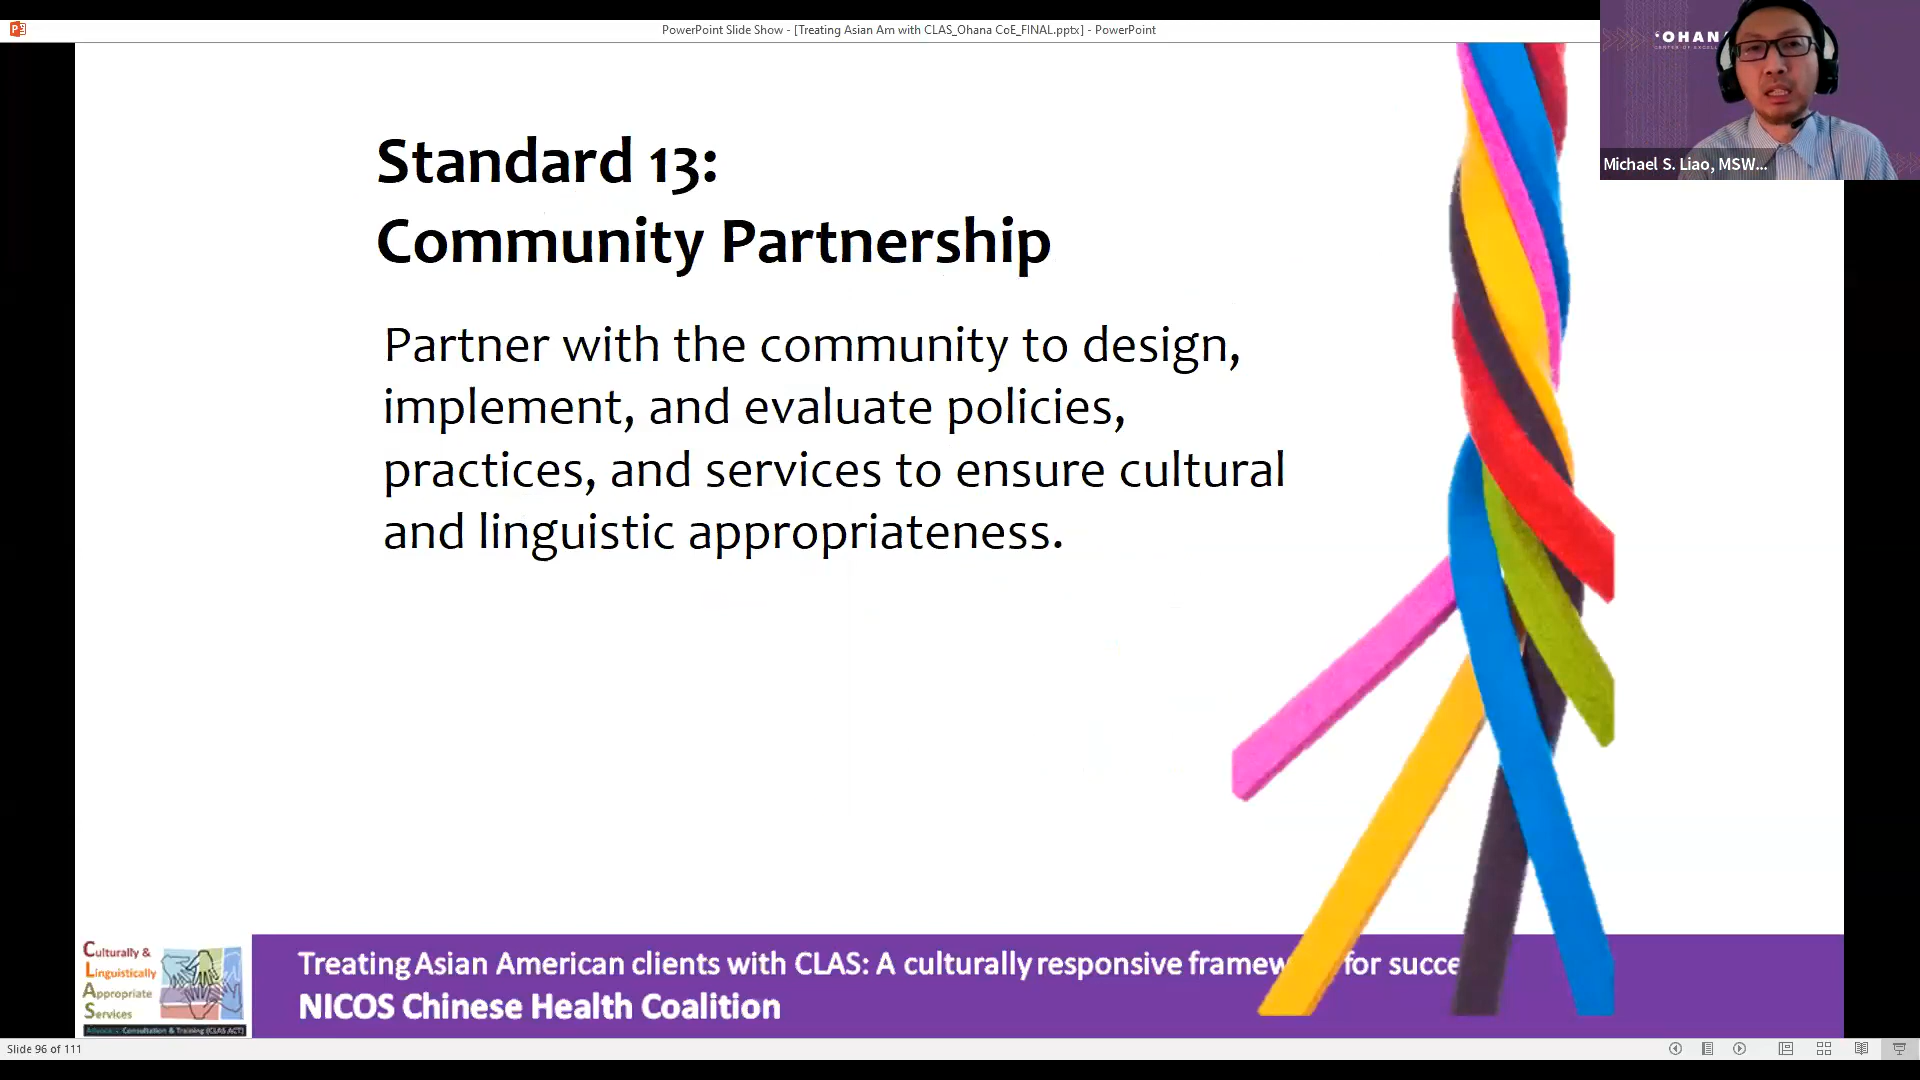 PowerPoint Slide Show - [Treating Asian Am with CLAS_Ohana CoE_FINAL.pptx] - PowerPoint
ʻOHAN
Michael S. Liao, MSW...
Standard 13:
Community Partnership
Partner with the community to design,
implement, and evaluate policies,
practices, and services to ensure cultural
and linguistic appropriateness.
Culturally &
Linguistically
Appropriate
Services
Consultation & Training (CLAS ACT)
Treating Asian American clients with CLAS: A culturally responsive framew for succe
NICOS Chinese Health Coalition
Slide 96 of 111